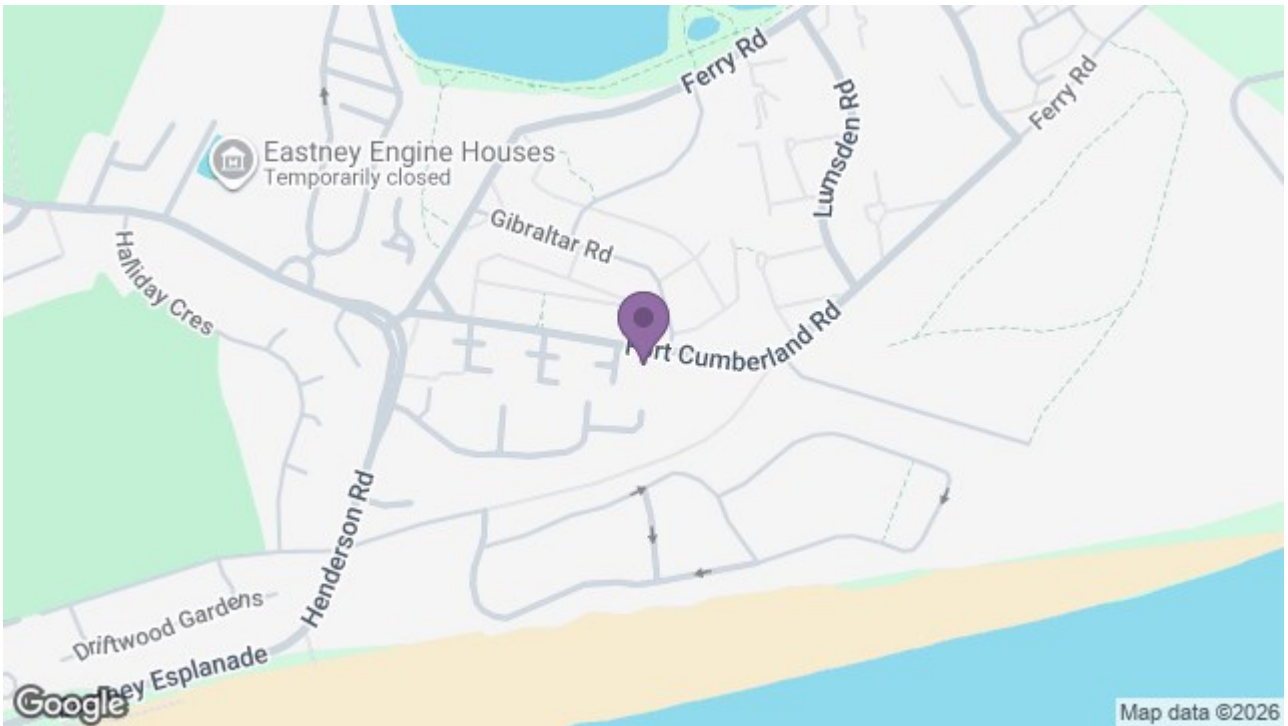 Ferry Rd
Ferry Rd
Lumsden Rd
Eastney Engine Houses
Temporarily closed
Gibraltar Rd
Halliday Cres
Cumberland Rd
Henderson Rd
Driftwood Gardens
Esplanade
Google
Map data ©2026